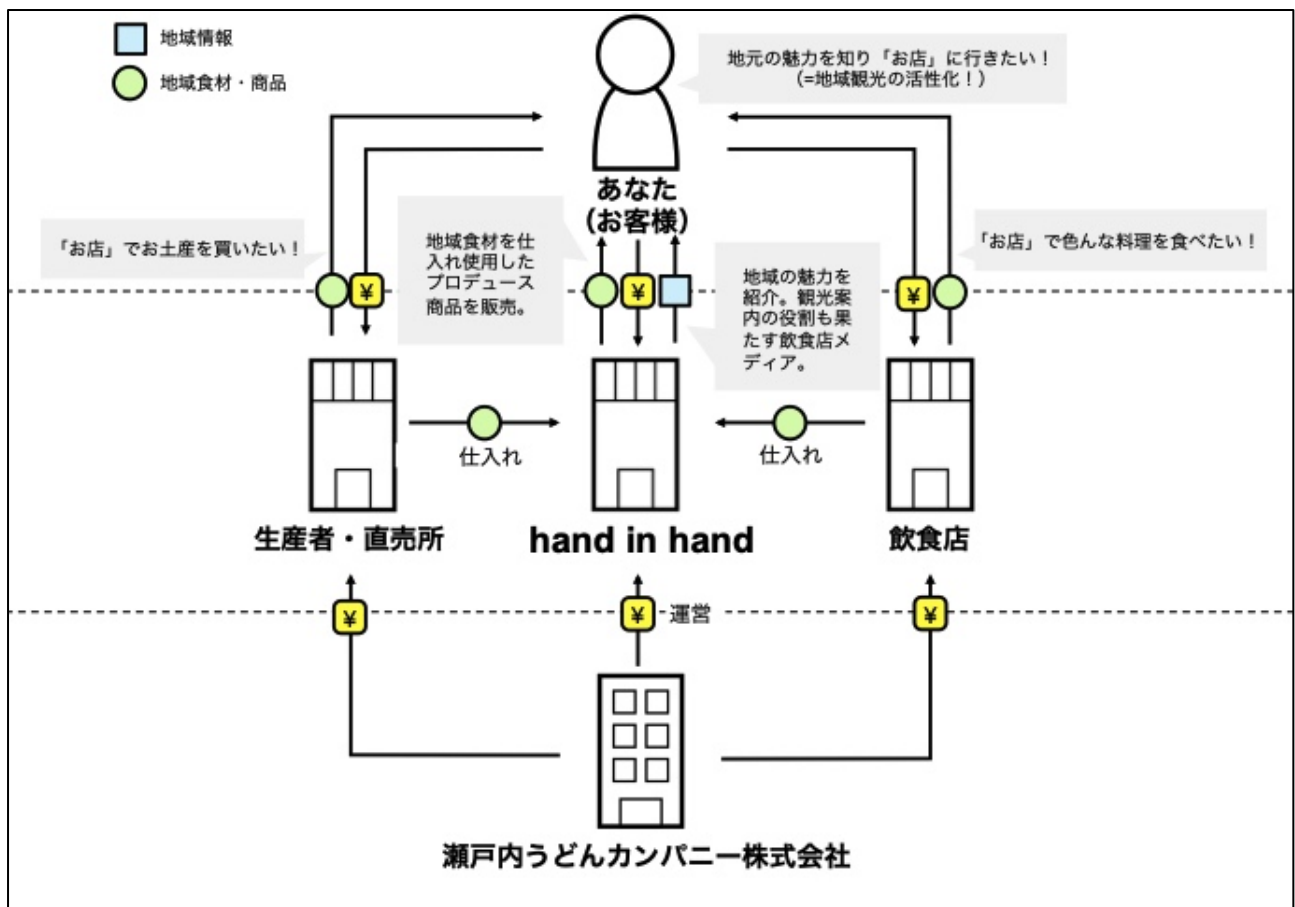 地域情報
地域食材・商品
地元の魅力を知り「お店」に行きたい！
(=地域観光の活性化！)
あなた
(お客様)
「お店」でお土産を買いたい！
地域食材を仕
入れ使用した
プロデュース
商品を販売。
地域の魅力を
紹介。観光案
内の役割も果
たす飲食店メ
ディア。
「お店」で色んな料理を食べたい！
¥
¥
¥
仕入れ
仕入れ
生産者・直売所
hand in hand
飲食店
¥
¥ 運営
¥
瀬戸内うどんカンパニー株式会社